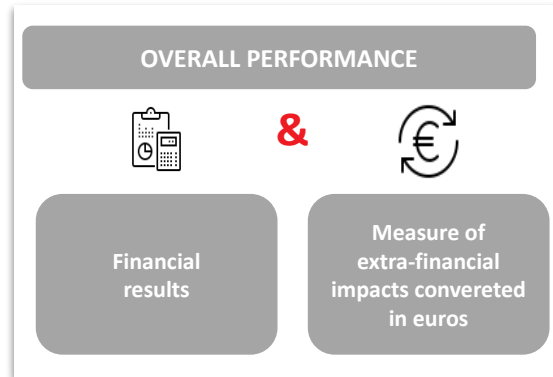 OVERALL PERFORMANCE
&
€
Financial
results
Measure of
extra-financial
impacts convereted
in euros